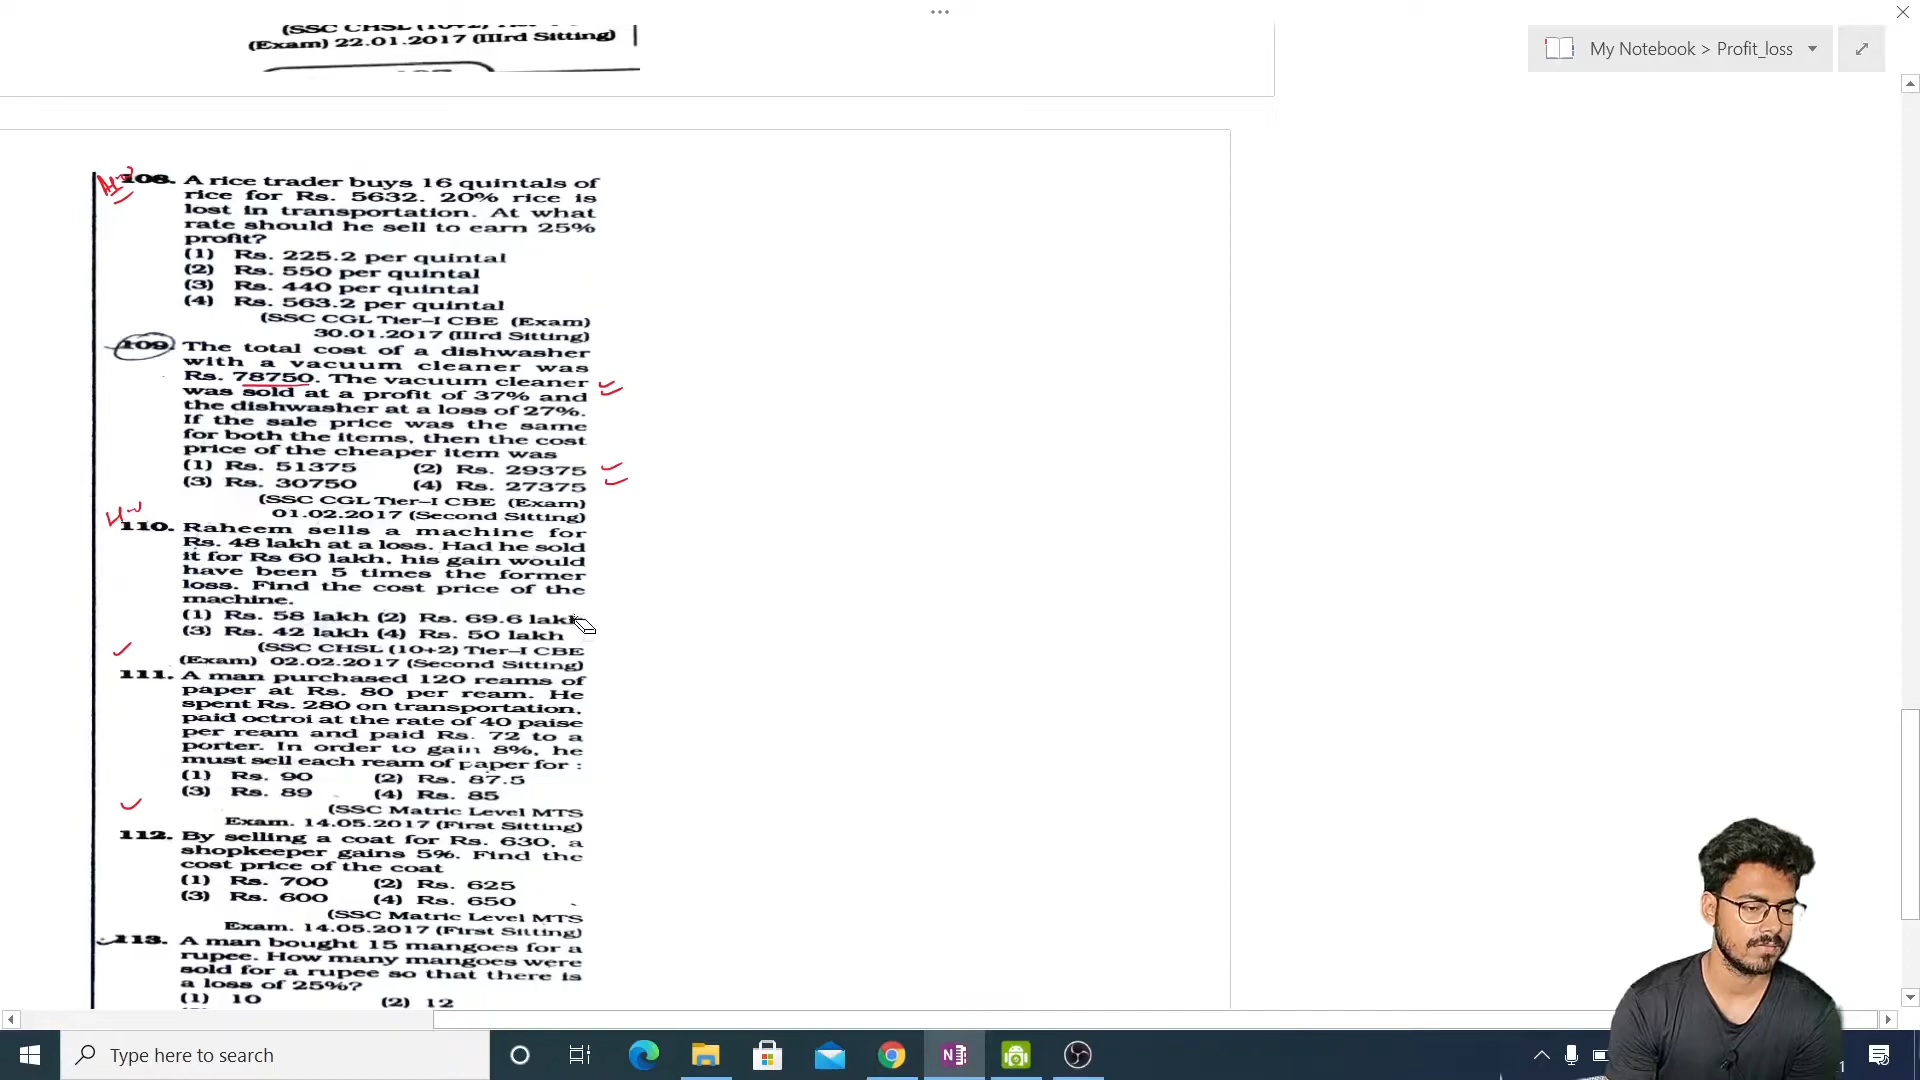 (SSC CHSL (10+2) Tier-I
(Exam) 22.01.2017 (IIIrd Sitting)
My Notebook > Profit_loss
H.w
108. A rice trader buys 16 quintals of
rice for Rs. 5632. 20% rice is
lost in transportation. At what
rate should he sell to earn 25%
profit?
(1) Rs. 225.2 per quintal
(2) Rs. 550 per quintal
(3) Rs. 440 per quintal
(4) Rs. 563.2 per quintal
(SSC CGL Tier-I CBE (Exam)
30.01.2017 (IIIrd Sitting)
109. The total cost of a dishwasher
with a vacuum cleaner was
Rs. 78750. The vacuum cleaner
was sold at a profit of 37% and
the dishwasher at a loss of 27%.
If the sale price was the same
for both the items, then the cost
price of the cheaper item was
(1) Rs. 51375 (2) Rs. 29375
(3) Rs. 30750 (4) Rs. 27375
(SSC CGL Tier-I CBE (Exam)
01.02.2017 (Second Sitting)
H.w
110. Raheem sells a machine for
Rs. 48 lakh at a loss. Had he sold
it for Rs 60 lakh, his gain would
have been 5 times the former
loss. Find the cost price of the
machine.
(1) Rs. 58 lakh (2) Rs. 69.6 lakh
(3) Rs. 42 lakh (4) Rs. 50 lakh
(SSC CHSL (10+2) Tier-I CBE
(Exam) 02.02.2017 (Second Sitting)
111. A man purchased 120 reams of
paper at Rs. 80 per ream. He
spent Rs. 280 on transportation,
paid octroi at the rate of 40 paise
per ream and paid Rs. 72 to a
porter. In order to gain 8%, he
must sell each ream of paper for :
(1) Rs. 90 (2) Rs. 87.5
(3) Rs. 89 (4) Rs. 85
(SSC Matric Level MTS
Exam. 14.05.2017 (First Sitting)
112. By selling a coat for Rs. 630, a
shopkeeper gains 5%. Find the
cost price of the coat
(1) Rs. 700 (2) Rs. 625
(3) Rs. 600 (4) Rs. 650
(SSC Matric Level MTS
Exam. 14.05.2017 (First Sitting)
113. A man bought 15 mangoes for a
rupee. How many mangoes were
sold for a rupee so that there is
a loss of 25%?
(1) 10 (2) 12
Type here to search